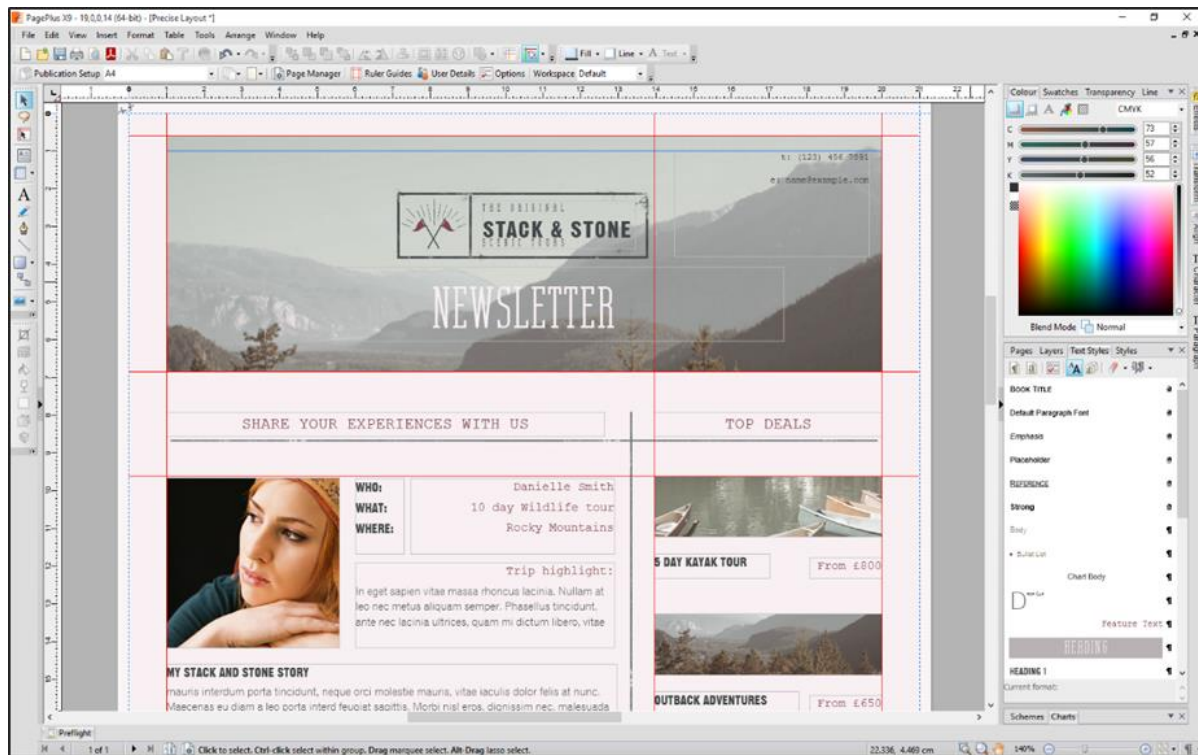 PagePlus X9 - 19,0,0,14 (64-bit) - [Precise Layout *]
File Edit View Insert Format Table Tools Arrange Window Help
Fill Line A Text
Publication Setup A4 Page Manager Ruler Guides User Details Options Workspace Default
Colour Swatches Transparency Line
CMYK
C 73
M 57
Y 56
K 52
Blend Mode Normal
Pages Layers Text Styles Styles
BOOK TITLE
Default Paragraph Font
Emphasis
Placeholder
REFERENCE
Strong
Body
• Bullet List
Chart Body
Feature Text
HEADING
HEADING 1
Current format:
Schemes Charts
t: (123) 456
e: name@example.com
THE ORIGINAL
STACK & STONE
SCENIC TOURS
NEWSLETTER
SHARE YOUR EXPERIENCES WITH US
TOP DEALS
WHO: Danielle Smith
WHAT: 10 day Wildlife tour
WHERE: Rocky Mountains
Trip highlight:
In eget sapien vitae massa rhoncus lacinia. Nullam at
leo nec metus aliquam semper. Phasellus tincidunt,
ante nec lacinia ultrices, quam mi dictum libero, vitae
MY STACK AND STONE STORY
mauris interdum porta tincidunt, neque orci molestie mauris, vitae iaculis dolor felis at nunc.
Maecenas eu diam a leo porta interd feugiat sagittis. Morbi nisl eros, dignissim nec, malesuada
5 DAY KAYAK TOUR
From £800
OUTBACK ADVENTURES
From £650
Preflight
1 of 1 Click to select. Ctrl-click select within group. Drag marquee select. Alt-Drag lasso select. 22.336, 4.469 cm 140%